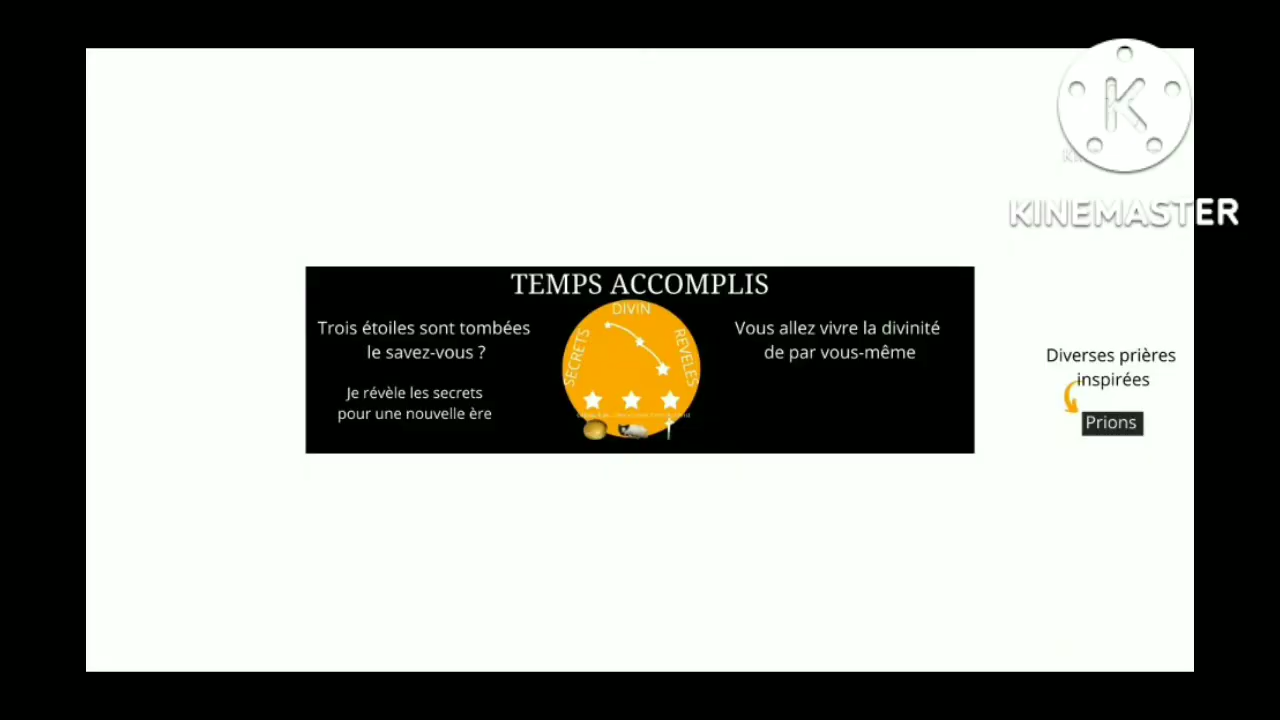 KINEMASTER
TEMPS ACCOMPLIS
DIVIN
SECRETS
REVELES
Trois étoiles sont tombées
le savez-vous ?
Je révèle les secrets
pour une nouvelle ère
Vous allez vivre la divinité
de par vous-même
Diverses prières
inspirées
Prions